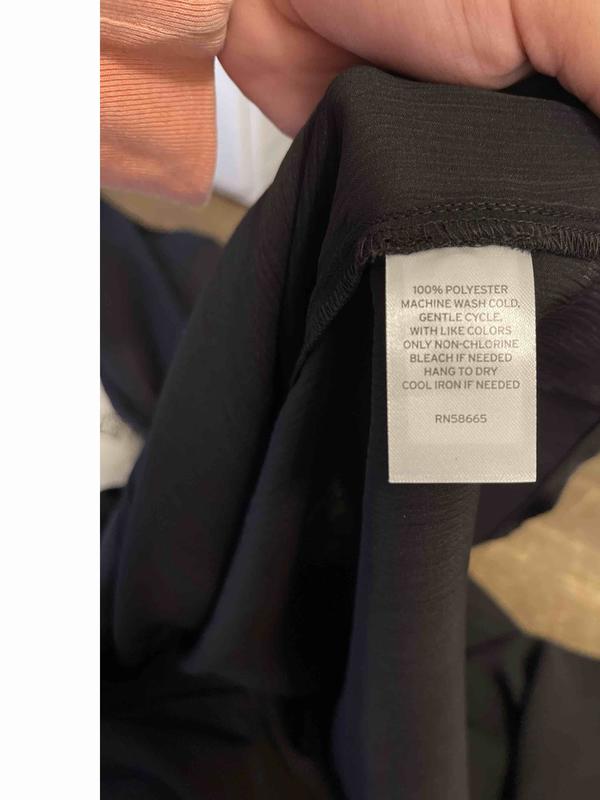 100% POLYESTER
MACHINE WASH COLD,
GENTLE CYCLE,
WITH LIKE COLORS
ONLY NON-CHLORINE
BLEACH IF NEEDED
HANG TO DRY
COOL IRON IF NEEDED
RN58665